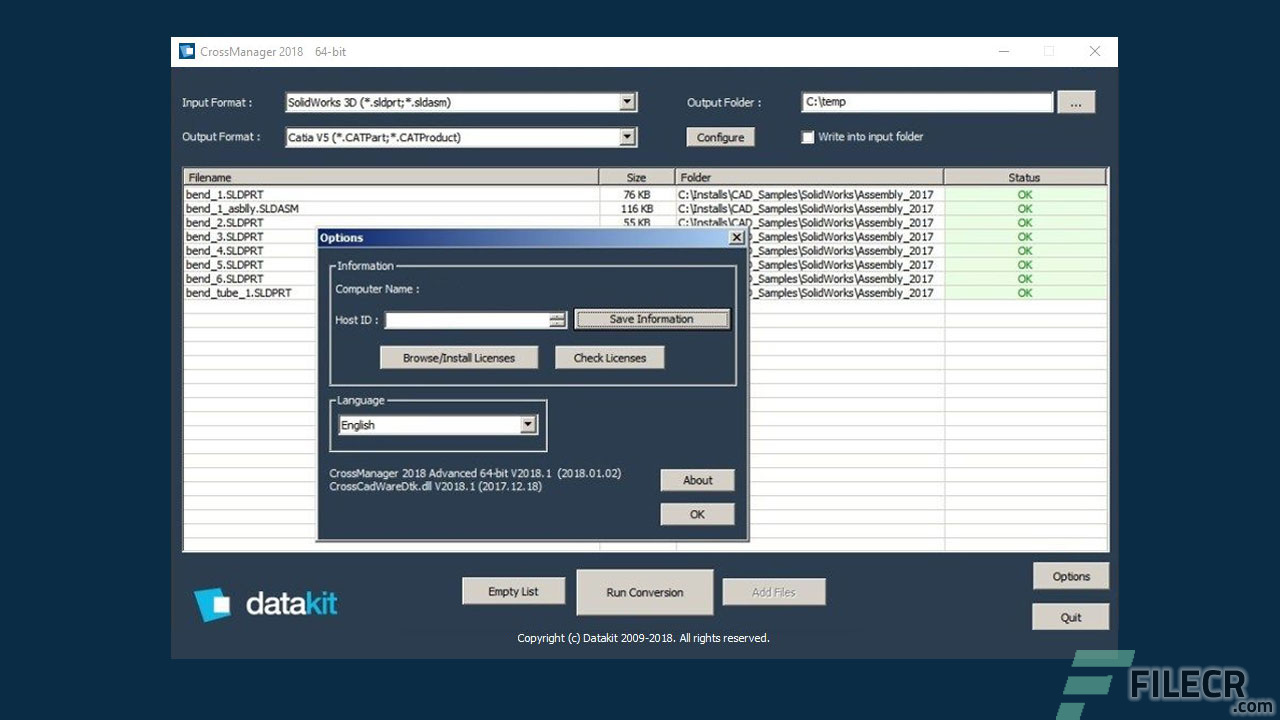 CrossManager 2018 64-bit
Input Format : SolidWorks 3D (*.sldprt;*.sldasm) Output Folder : C:\temp ...
Output Format : Catia V5 (*.CATPart;*.CATProduct) Configure Write into input folder
Filename Size Folder Status
bend_1.SLDPRT 76 KB C:\Installs\CAD_Samples\SolidWorks\Assembly_2017 OK
bend_1_asblly.SLDASM 116 KB C:\Installs\CAD_Samples\SolidWorks\Assembly_2017 OK
bend_2.SLDPRT 55 KB C:\Installs\CAD_Samples\SolidWorks\Assembly_2017 OK
bend_3.SLDPRT _Samples\SolidWorks\Assembly_2017 OK
bend_4.SLDPRT _Samples\SolidWorks\Assembly_2017 OK
bend_5.SLDPRT _Samples\SolidWorks\Assembly_2017 OK
bend_6.SLDPRT _Samples\SolidWorks\Assembly_2017 OK
bend_tube_1.SLDPRT _Samples\SolidWorks\Assembly_2017 OK
Options
Information
Computer Name :
Host ID : Save Information
Browse/Install Licenses Check Licenses
Language
English
CrossManager 2018 Advanced 64-bit V2018.1 (2018.01.02)
CrossCadWareDtk.dll V2018.1 (2017.12.18)
About
OK
datakit
Empty List Run Conversion Add Files
Options
Quit
Copyright (c) Datakit 2009-2018. All rights reserved.
FILECR
.com